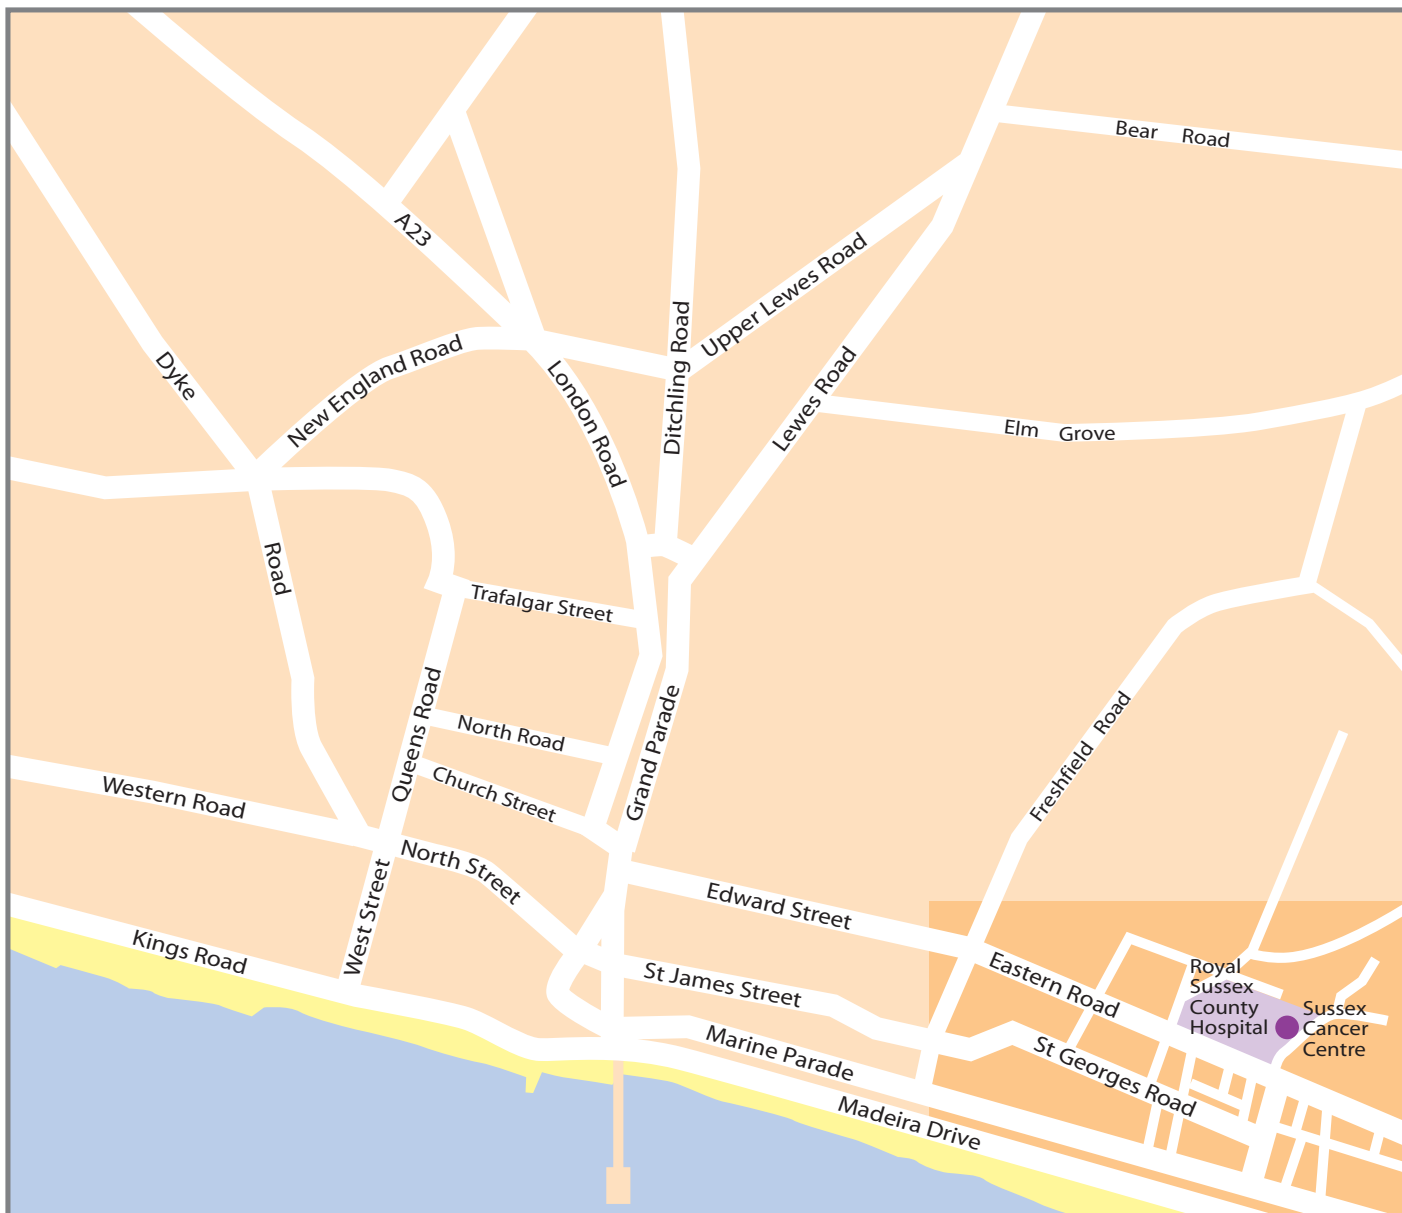 Bear Road
A23
Upper Lewes Road
Dyke
New England Road
London Road
Ditchling Road
Lewes Road
Elm Grove
Road
Trafalgar Street
Queens Road
North Road
Grand Parade
Freshfield Road
Western Road
Church Street
North Street
West Street
Edward Street
Kings Road
St James Street
Eastern Road
Royal
Sussex
County
Hospital
Sussex
Cancer
Centre
Marine Parade
St Georges Road
Madeira Drive